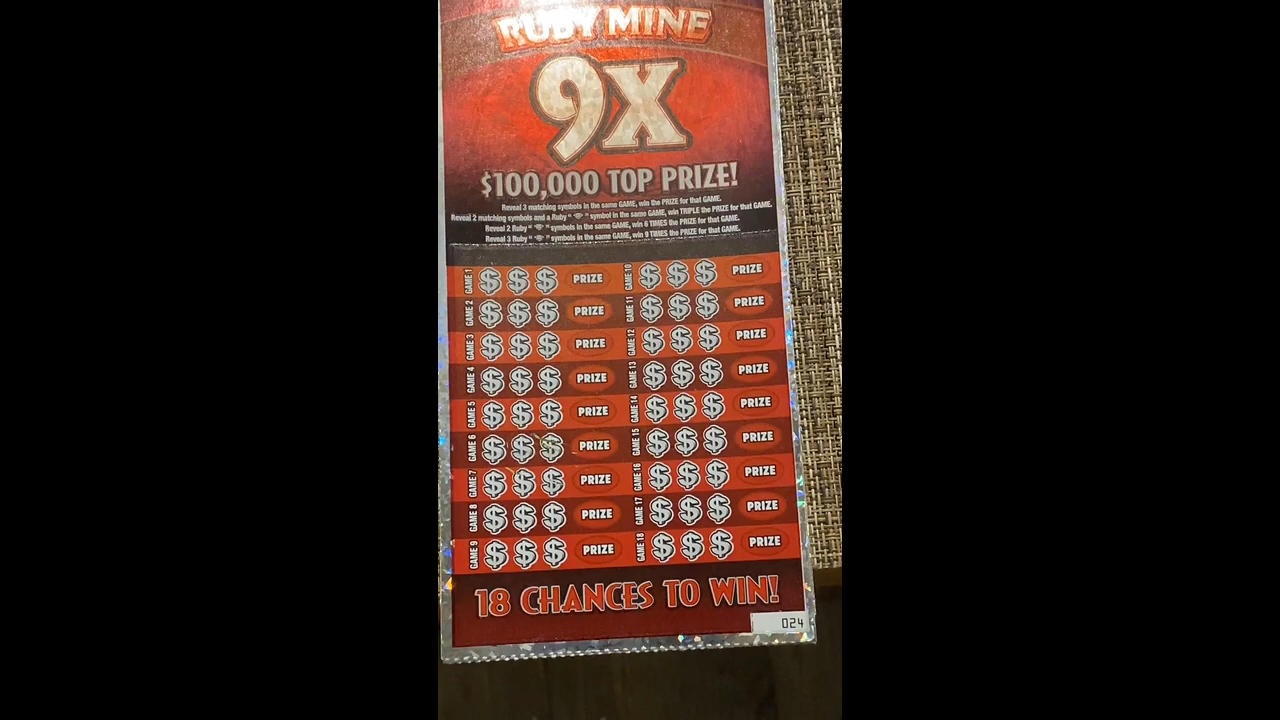 RUBY MINE
9X
$100,000 TOP PRIZE!
Reveal 3 matching symbols in the same GAME, win the PRIZE for that GAME.
Reveal 2 matching symbols and a Ruby " " symbol in the same GAME, win TRIPLE the PRIZE for that GAME.
Reveal 2 Ruby " " symbols in the same GAME, win 6 TIMES the PRIZE for that GAME.
Reveal 3 Ruby " " symbols in the same GAME, win 9 TIMES the PRIZE for that GAME.
GAME 1 $ $ $ PRIZE GAME 10 $ $ $ PRIZE
GAME 2 $ $ $ PRIZE GAME 11 $ $ $ PRIZE
GAME 3 $ $ $ PRIZE GAME 12 $ $ $ PRIZE
GAME 4 $ $ $ PRIZE GAME 13 $ $ $ PRIZE
GAME 5 $ $ $ PRIZE GAME 14 $ $ $ PRIZE
GAME 6 $ $ $ PRIZE GAME 15 $ $ $ PRIZE
GAME 7 $ $ $ PRIZE GAME 16 $ $ $ PRIZE
GAME 8 $ $ $ PRIZE GAME 17 $ $ $ PRIZE
GAME 9 $ $ $ PRIZE GAME 18 $ $ $ PRIZE
18 CHANCES TO WIN!
024